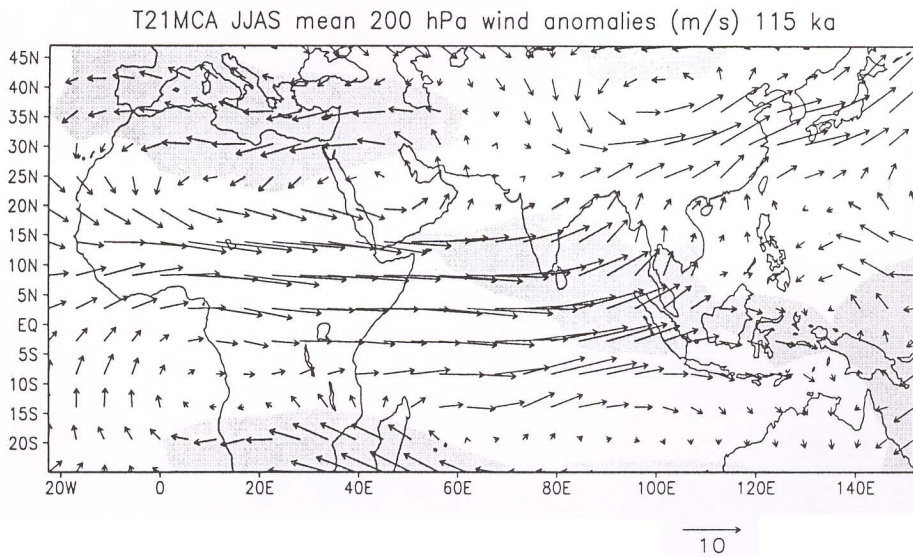 T21MCA JJAS mean 200 hPa wind anomalies (m/s) 115 ka
45N
40N
35N
30N
25N
20N
15N
10N
5N
EQ
5S
10S
15S
20S
20W 0 20E 40E 60E 80E 100E 120E 140E
10